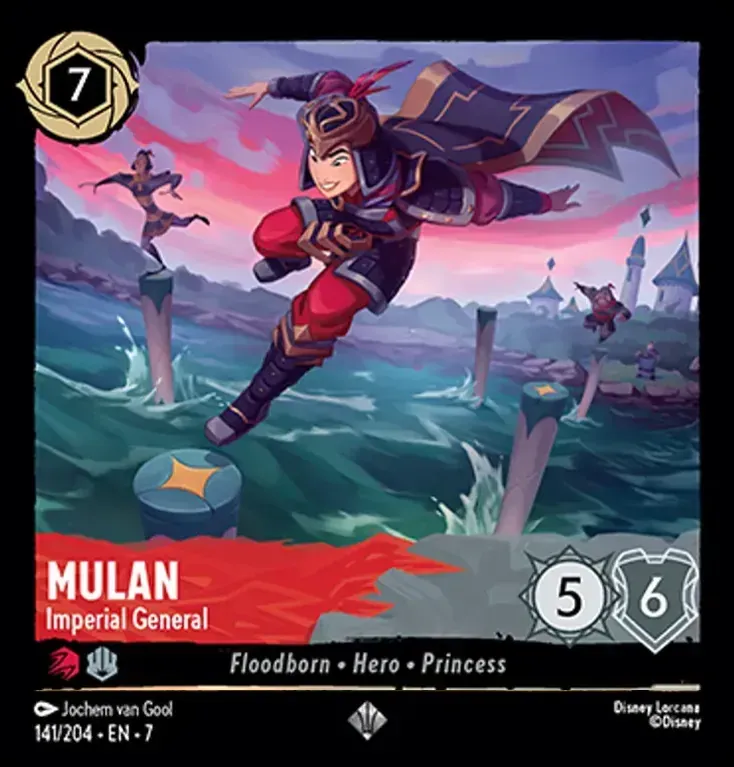 7
MULAN
Imperial General
5
6
Floodborn • Hero • Princess
Jochem van Gool
141/204 • EN • 7
Disney Lorcana
©Disney